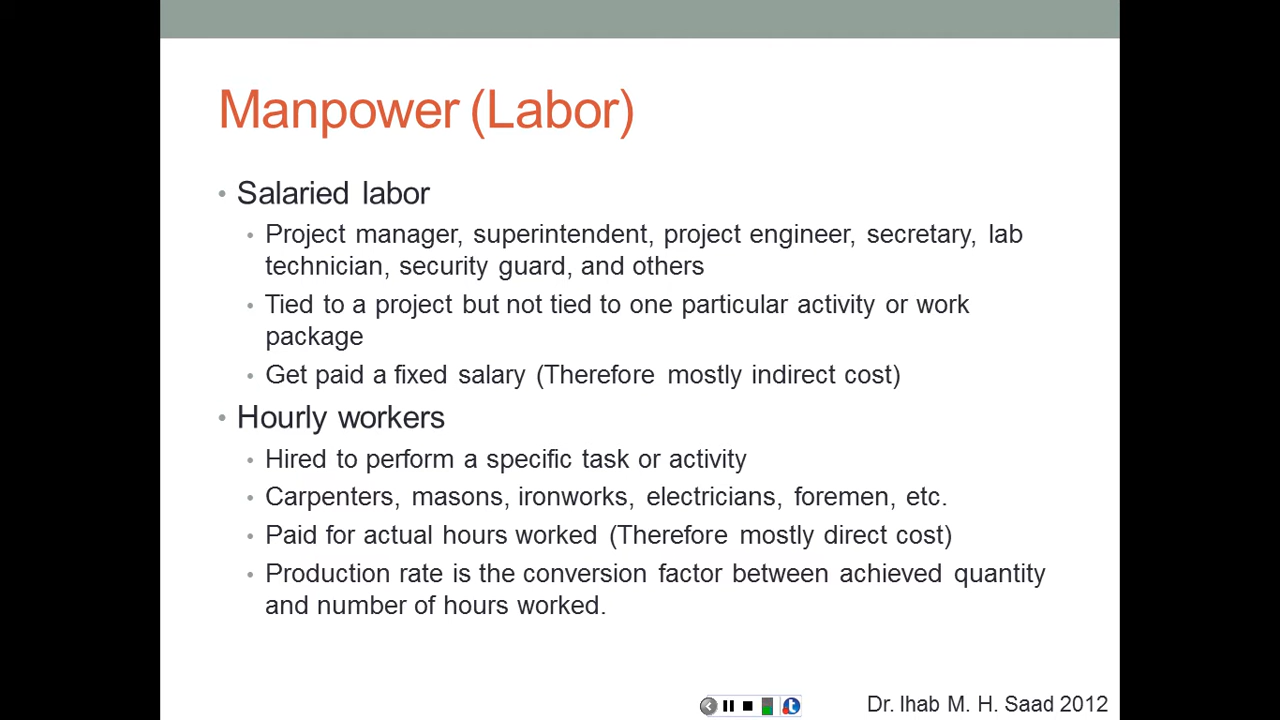 Manpower (Labor)
• Salaried labor
• Project manager, superintendent, project engineer, secretary, lab
technician, security guard, and others
• Tied to a project but not tied to one particular activity or work
package
• Get paid a fixed salary (Therefore mostly indirect cost)
• Hourly workers
• Hired to perform a specific task or activity
• Carpenters, masons, ironworks, electricians, foremen, etc.
• Paid for actual hours worked (Therefore mostly direct cost)
• Production rate is the conversion factor between achieved quantity
and number of hours worked.
t
Dr. Ihab M. H. Saad 2012